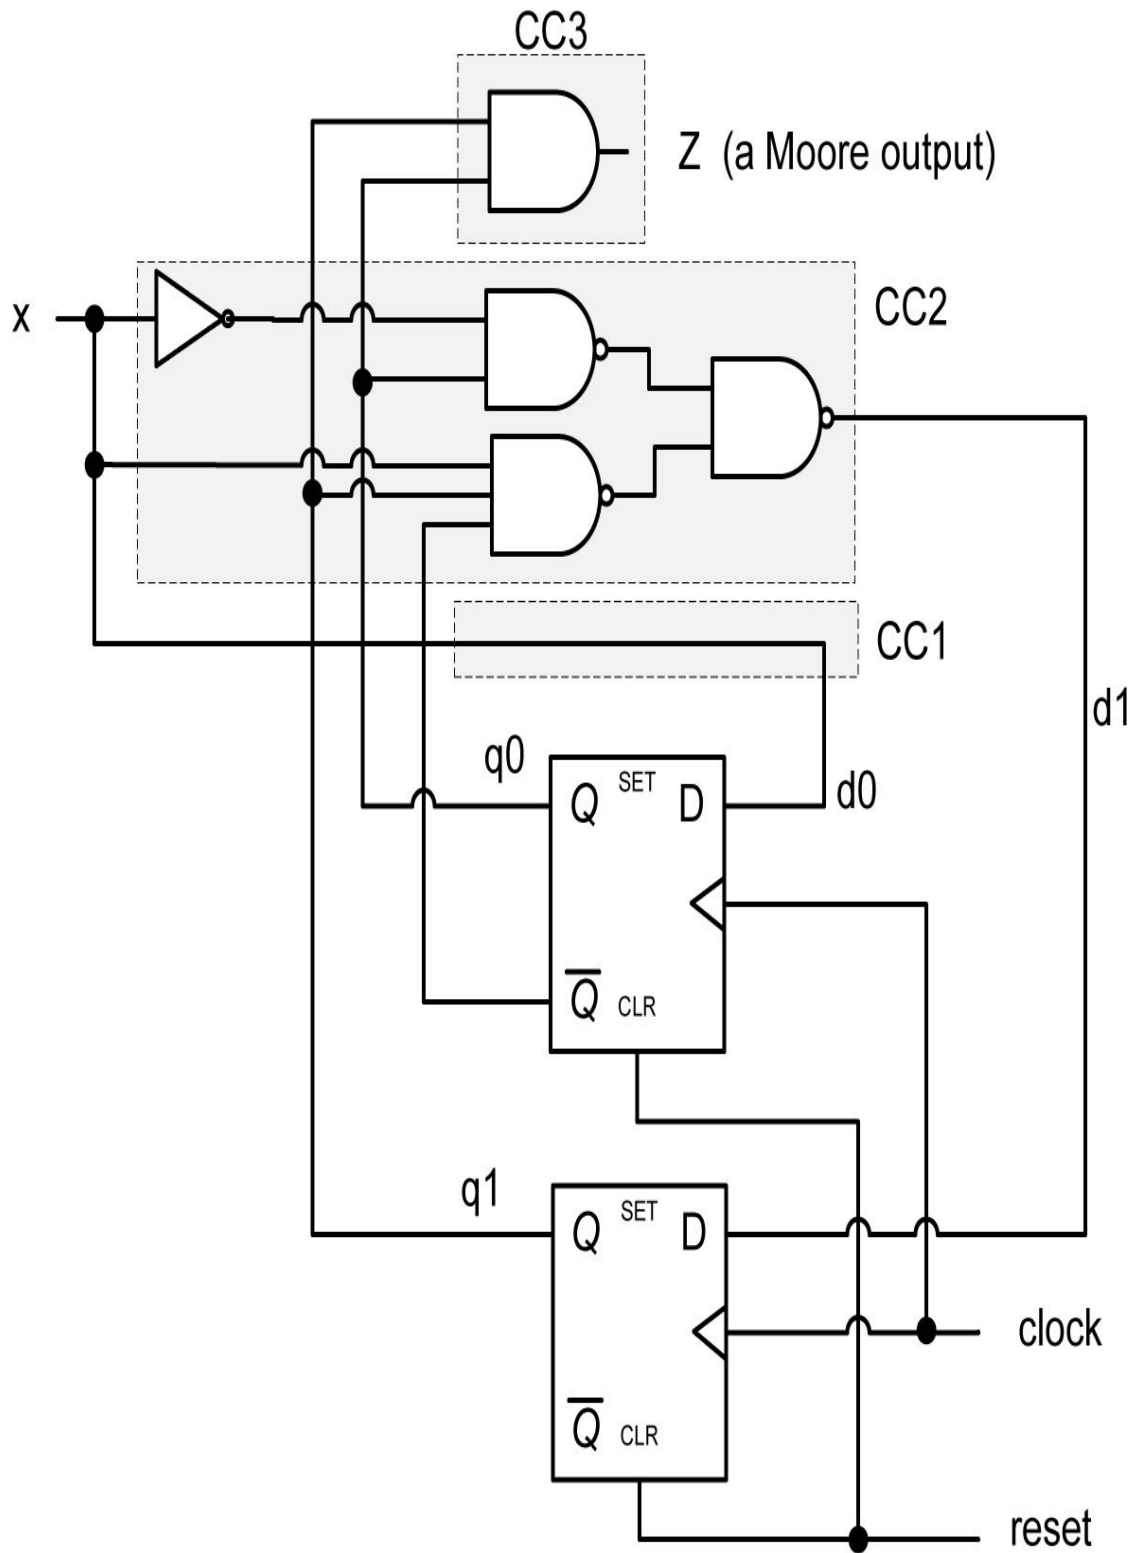 CC3
Z (a Moore output)
x
CC2
CC1
d1
q0
Q SET D
d0
Q CLR
q1
Q SET D
clock
Q CLR
reset